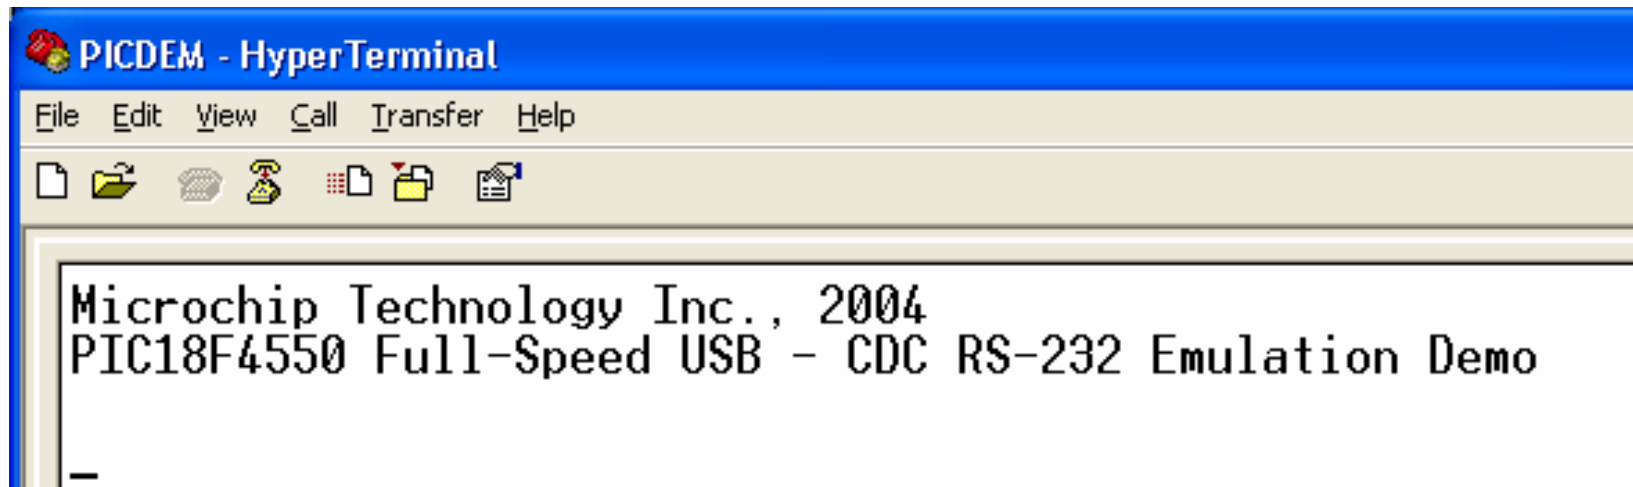 PICDEM - HyperTerminal
File Edit View Call Transfer Help
Microchip Technology Inc., 2004
PIC18F4550 Full-Speed USB - CDC RS-232 Emulation Demo
_